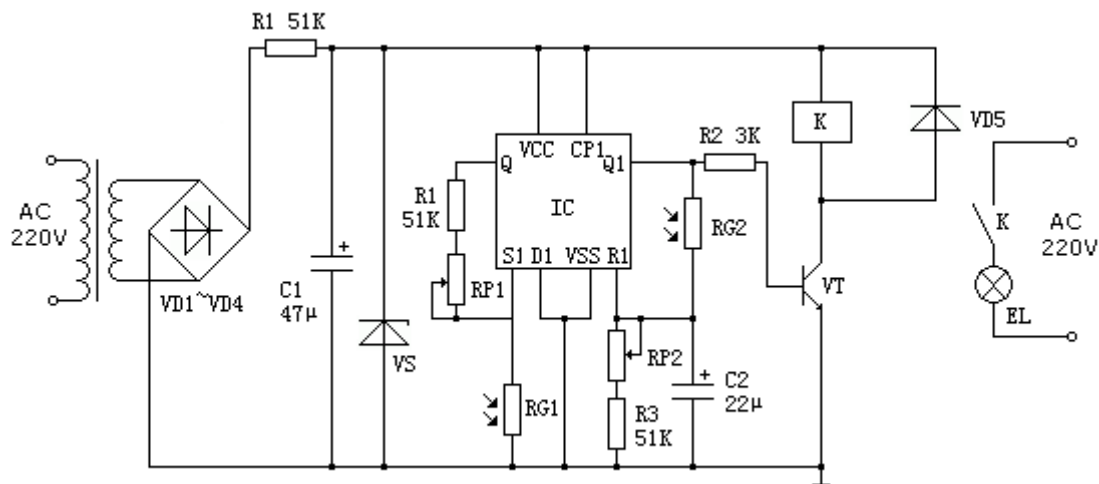 R1 51K
AC
220V
VD1~VD4
C1
47μ
VS
Q
VCC
CP1
Q1
IC
S1
D1
VSS
R1
R1
51K
RP1
RG1
R2 3K
RG2
RP2
R3
51K
C2
22μ
K
VD5
VT
K
EL
AC
220V